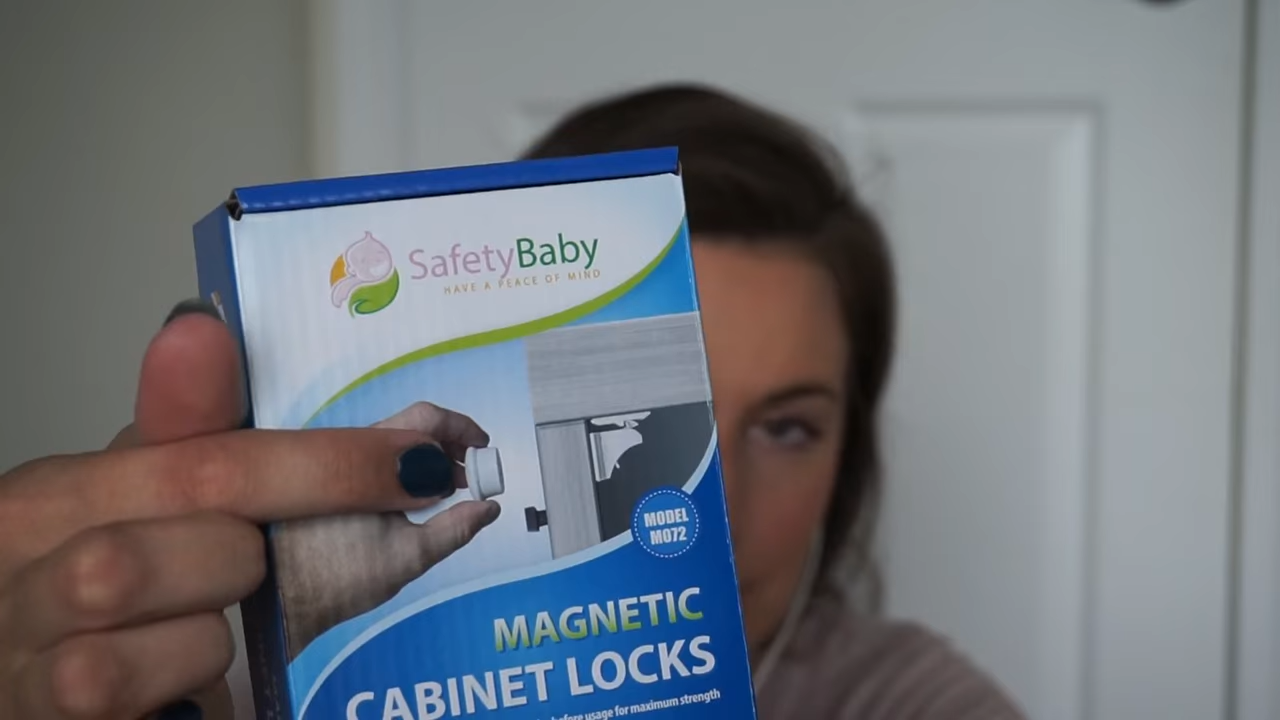 SafetyBaby
HAVE A PEACE OF MIND
MODEL
M072
MAGNETIC
CABINET LOCKS
before usage for maximum strength